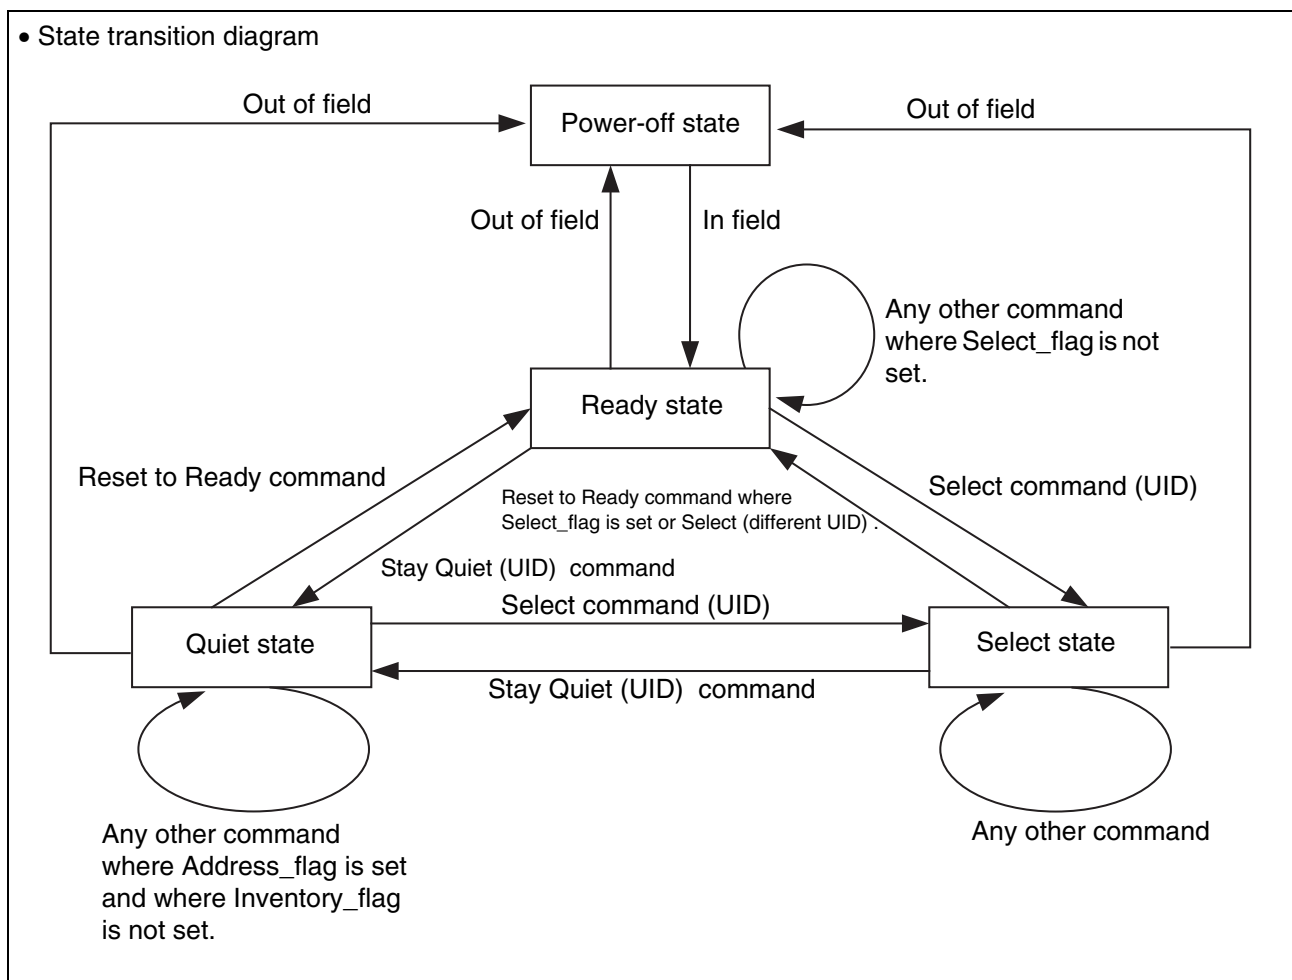 • State transition diagram
Out of field
Power-off state
Out of field
Out of field
In field
Any other command
where Select_flag is not
set.
Ready state
Reset to Ready command
Select command (UID)
Reset to Ready command where
Select_flag is set or Select (different UID) .
Stay Quiet (UID) command
Select command (UID)
Quiet state
Select state
Stay Quiet (UID) command
Any other command
where Address_flag is set
and where Inventory_flag
is not set.
Any other command